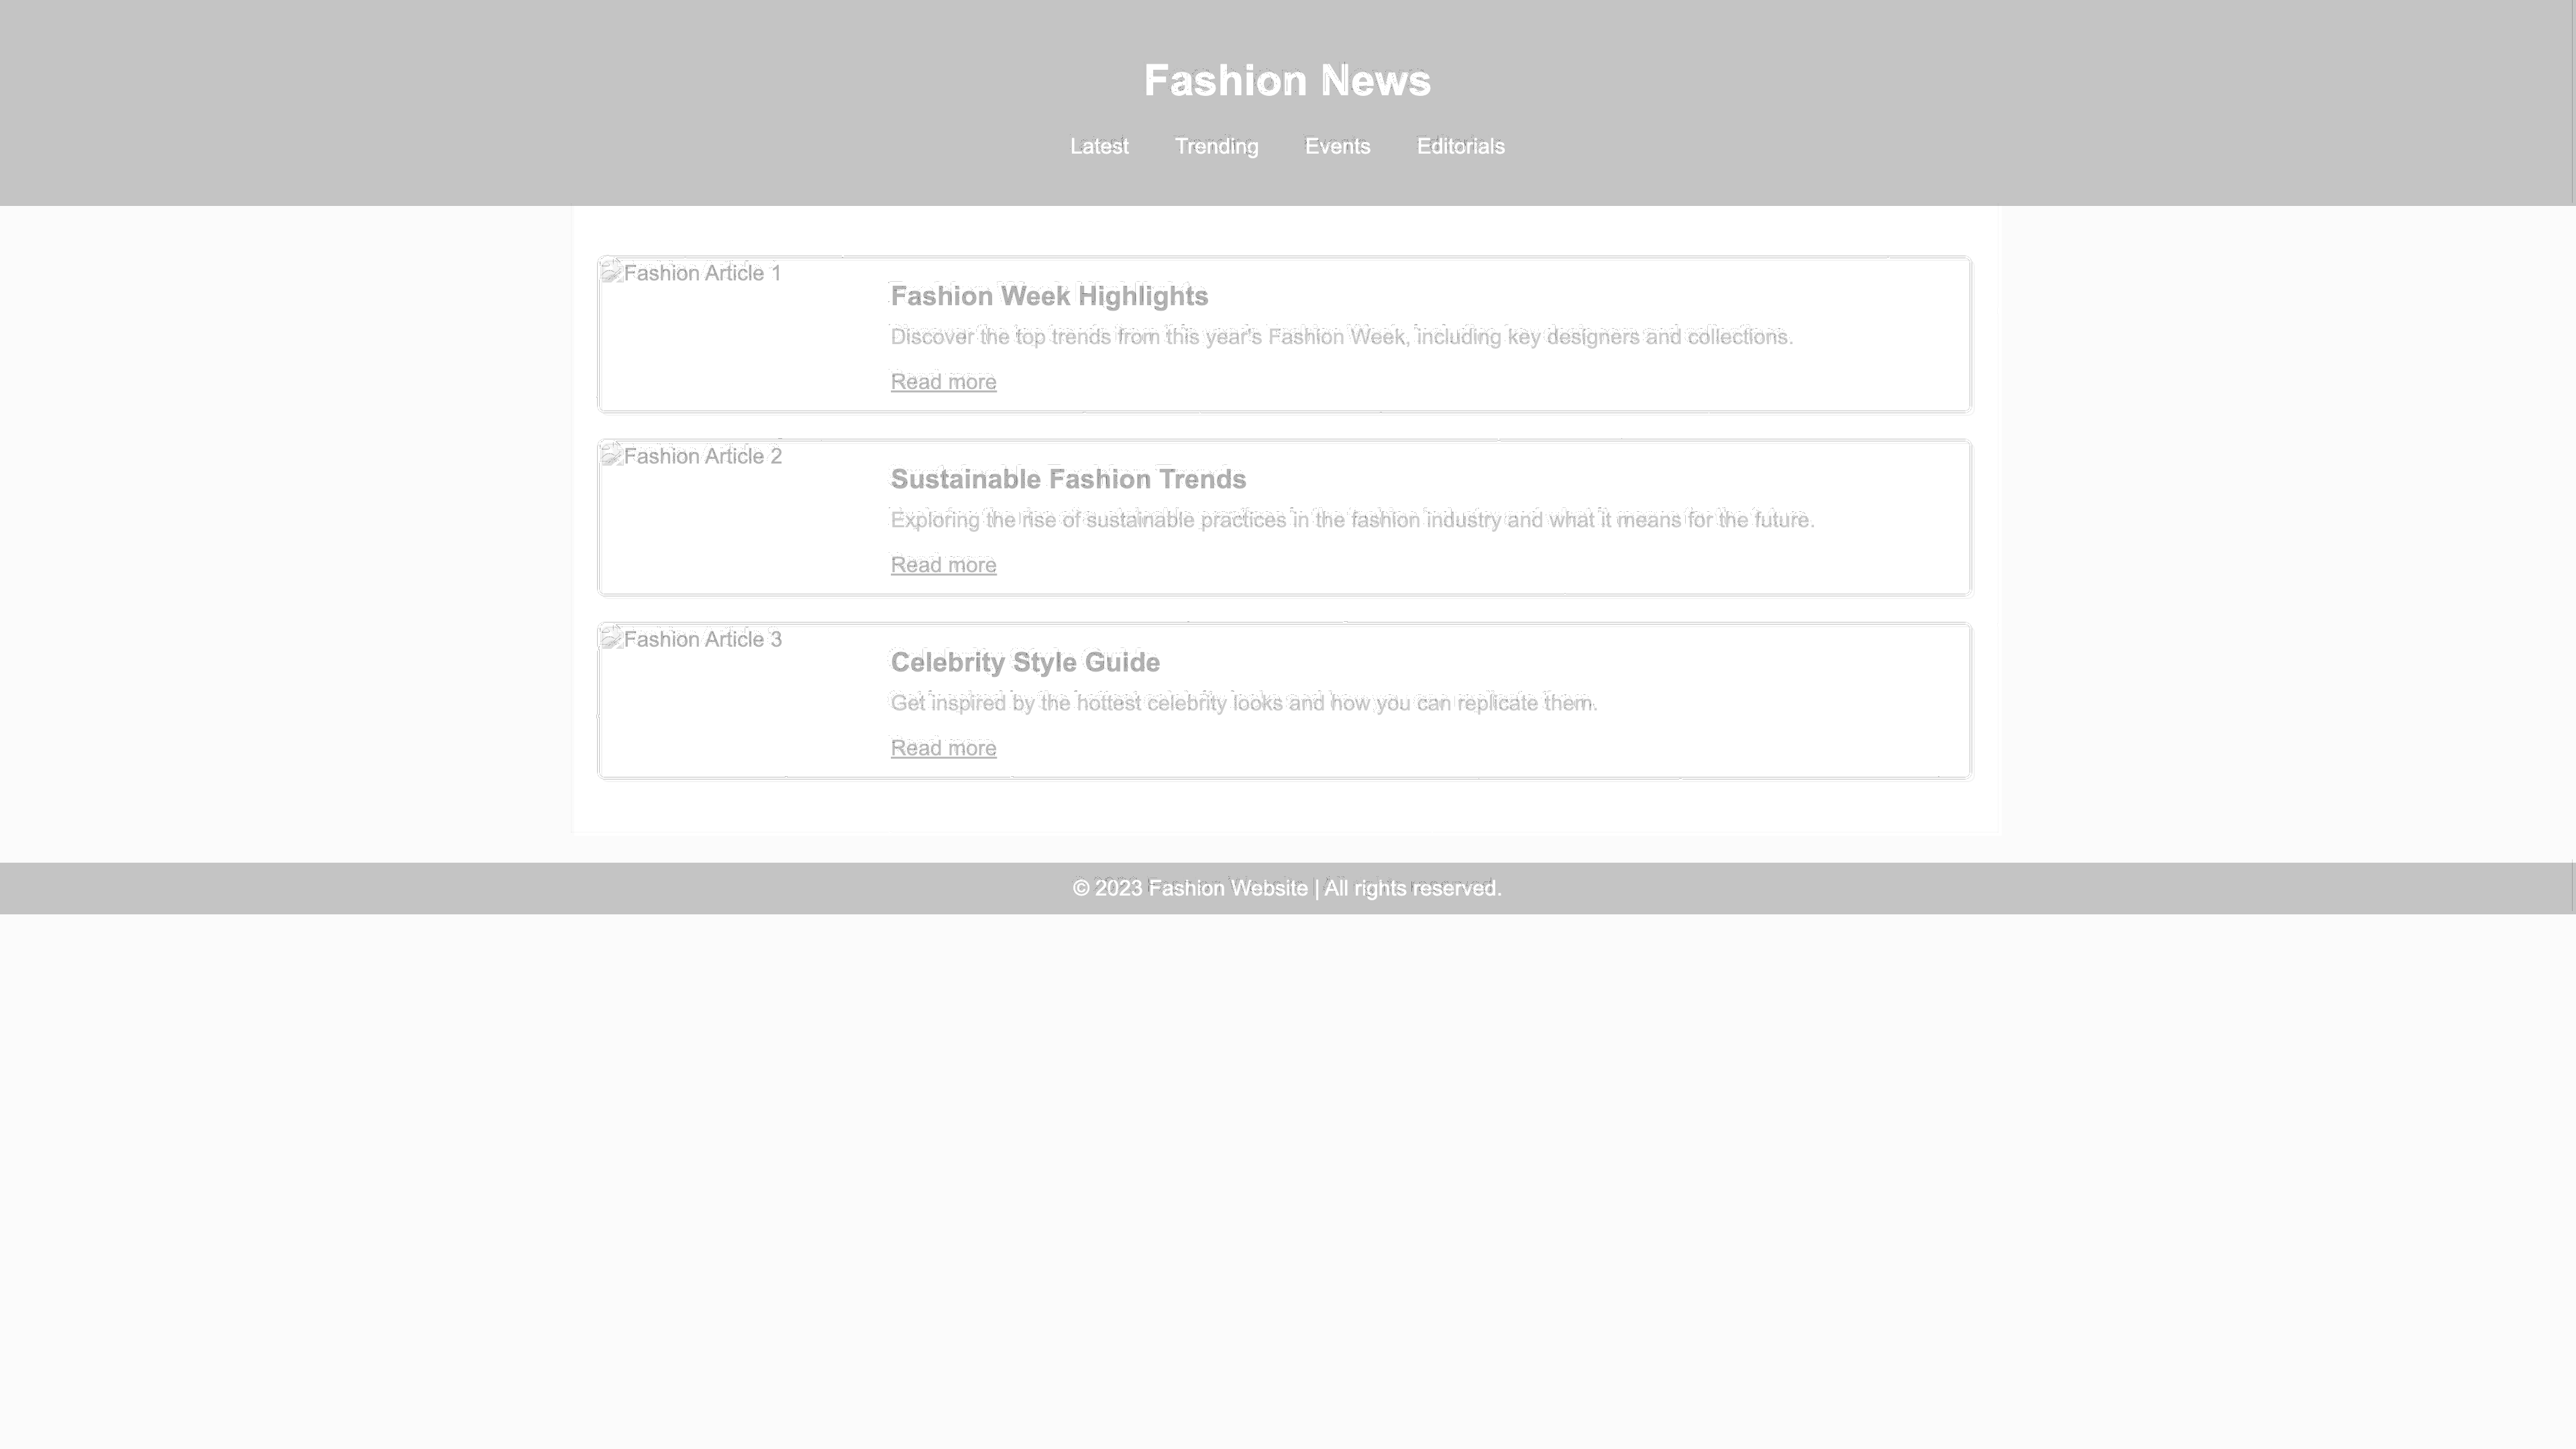 Fashion News
Latest Trending Events Editorials
Fashion Article 1
Fashion Week Highlights
Discover the top trends from this year's Fashion Week, including key designers and collections.
Read more
Fashion Article 2
Sustainable Fashion Trends
Exploring the rise of sustainable practices in the fashion industry and what it means for the future.
Read more
Fashion Article 3
Celebrity Style Guide
Get inspired by the hottest celebrity looks and how you can replicate them.
Read more
© 2023 Fashion Website | All rights reserved.